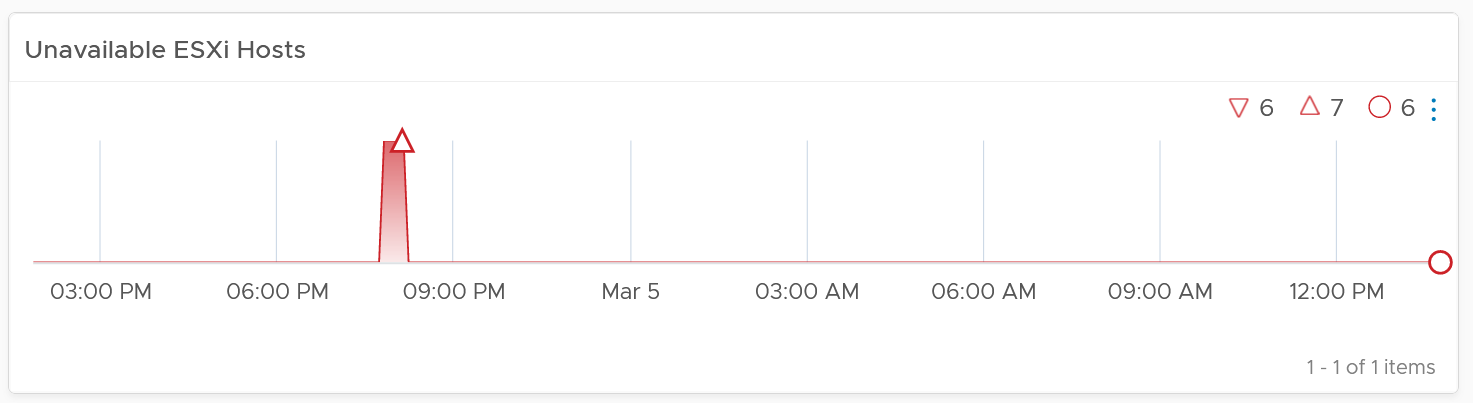 Unavailable ESXi Hosts
6 7 6
03:00 PM 06:00 PM 09:00 PM Mar 5 03:00 AM 06:00 AM 09:00 AM 12:00 PM
1 - 1 of 1 items